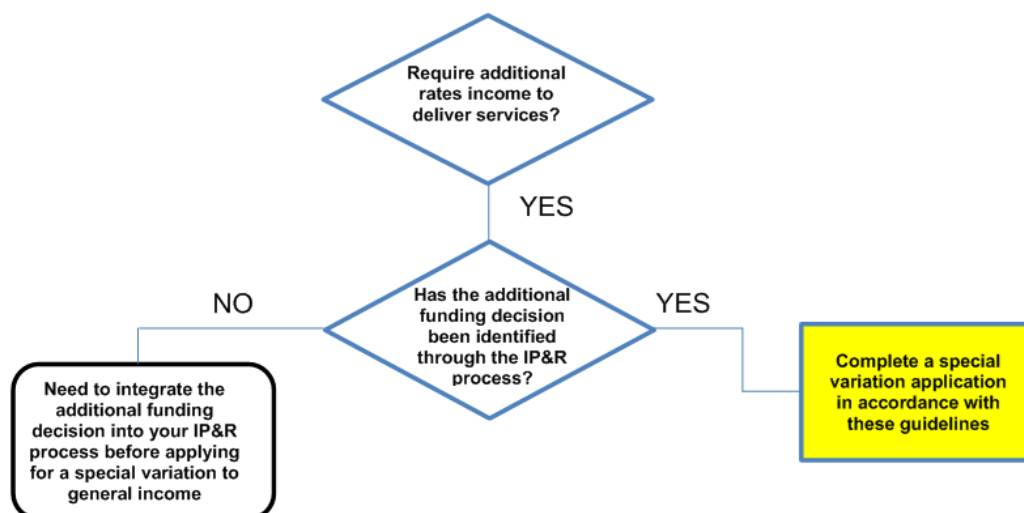 Require additional
rates income to
deliver services?
YES
Has the additional
funding decision
been identified
through the IP&R
process?
NO
YES
Need to integrate the
additional funding
decision into your IP&R
process before applying
for a special variation to
general income
Complete a special
variation application
in accordance with
these guidelines